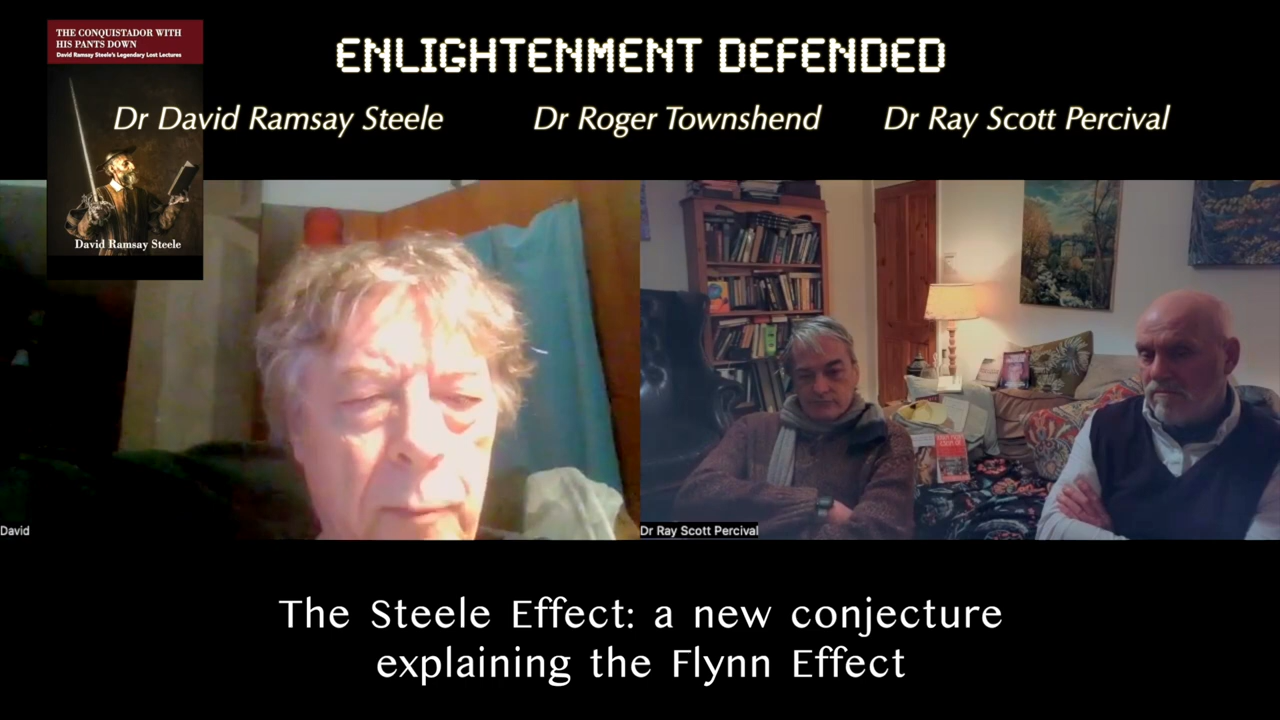 THE CONQUISTADOR WITH
HIS PANTS DOWN
David Ramsay Steele's Legendary Lost Lectures
David Ramsay Steele
ENLIGHTENMENT DEFENDED
Dr David Ramsay Steele Dr Roger Townshend Dr Ray Scott Percival
David
Dr Ray Scott Percival
The Steele Effect: a new conjecture
explaining the Flynn Effect